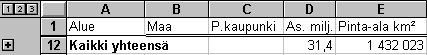 1 2 3 A B C D E
1 Alue Maa P.kaupunki As. milj. Pinta-ala km²
+ 12 Kaikki yhteensä 31,4 1 432 023